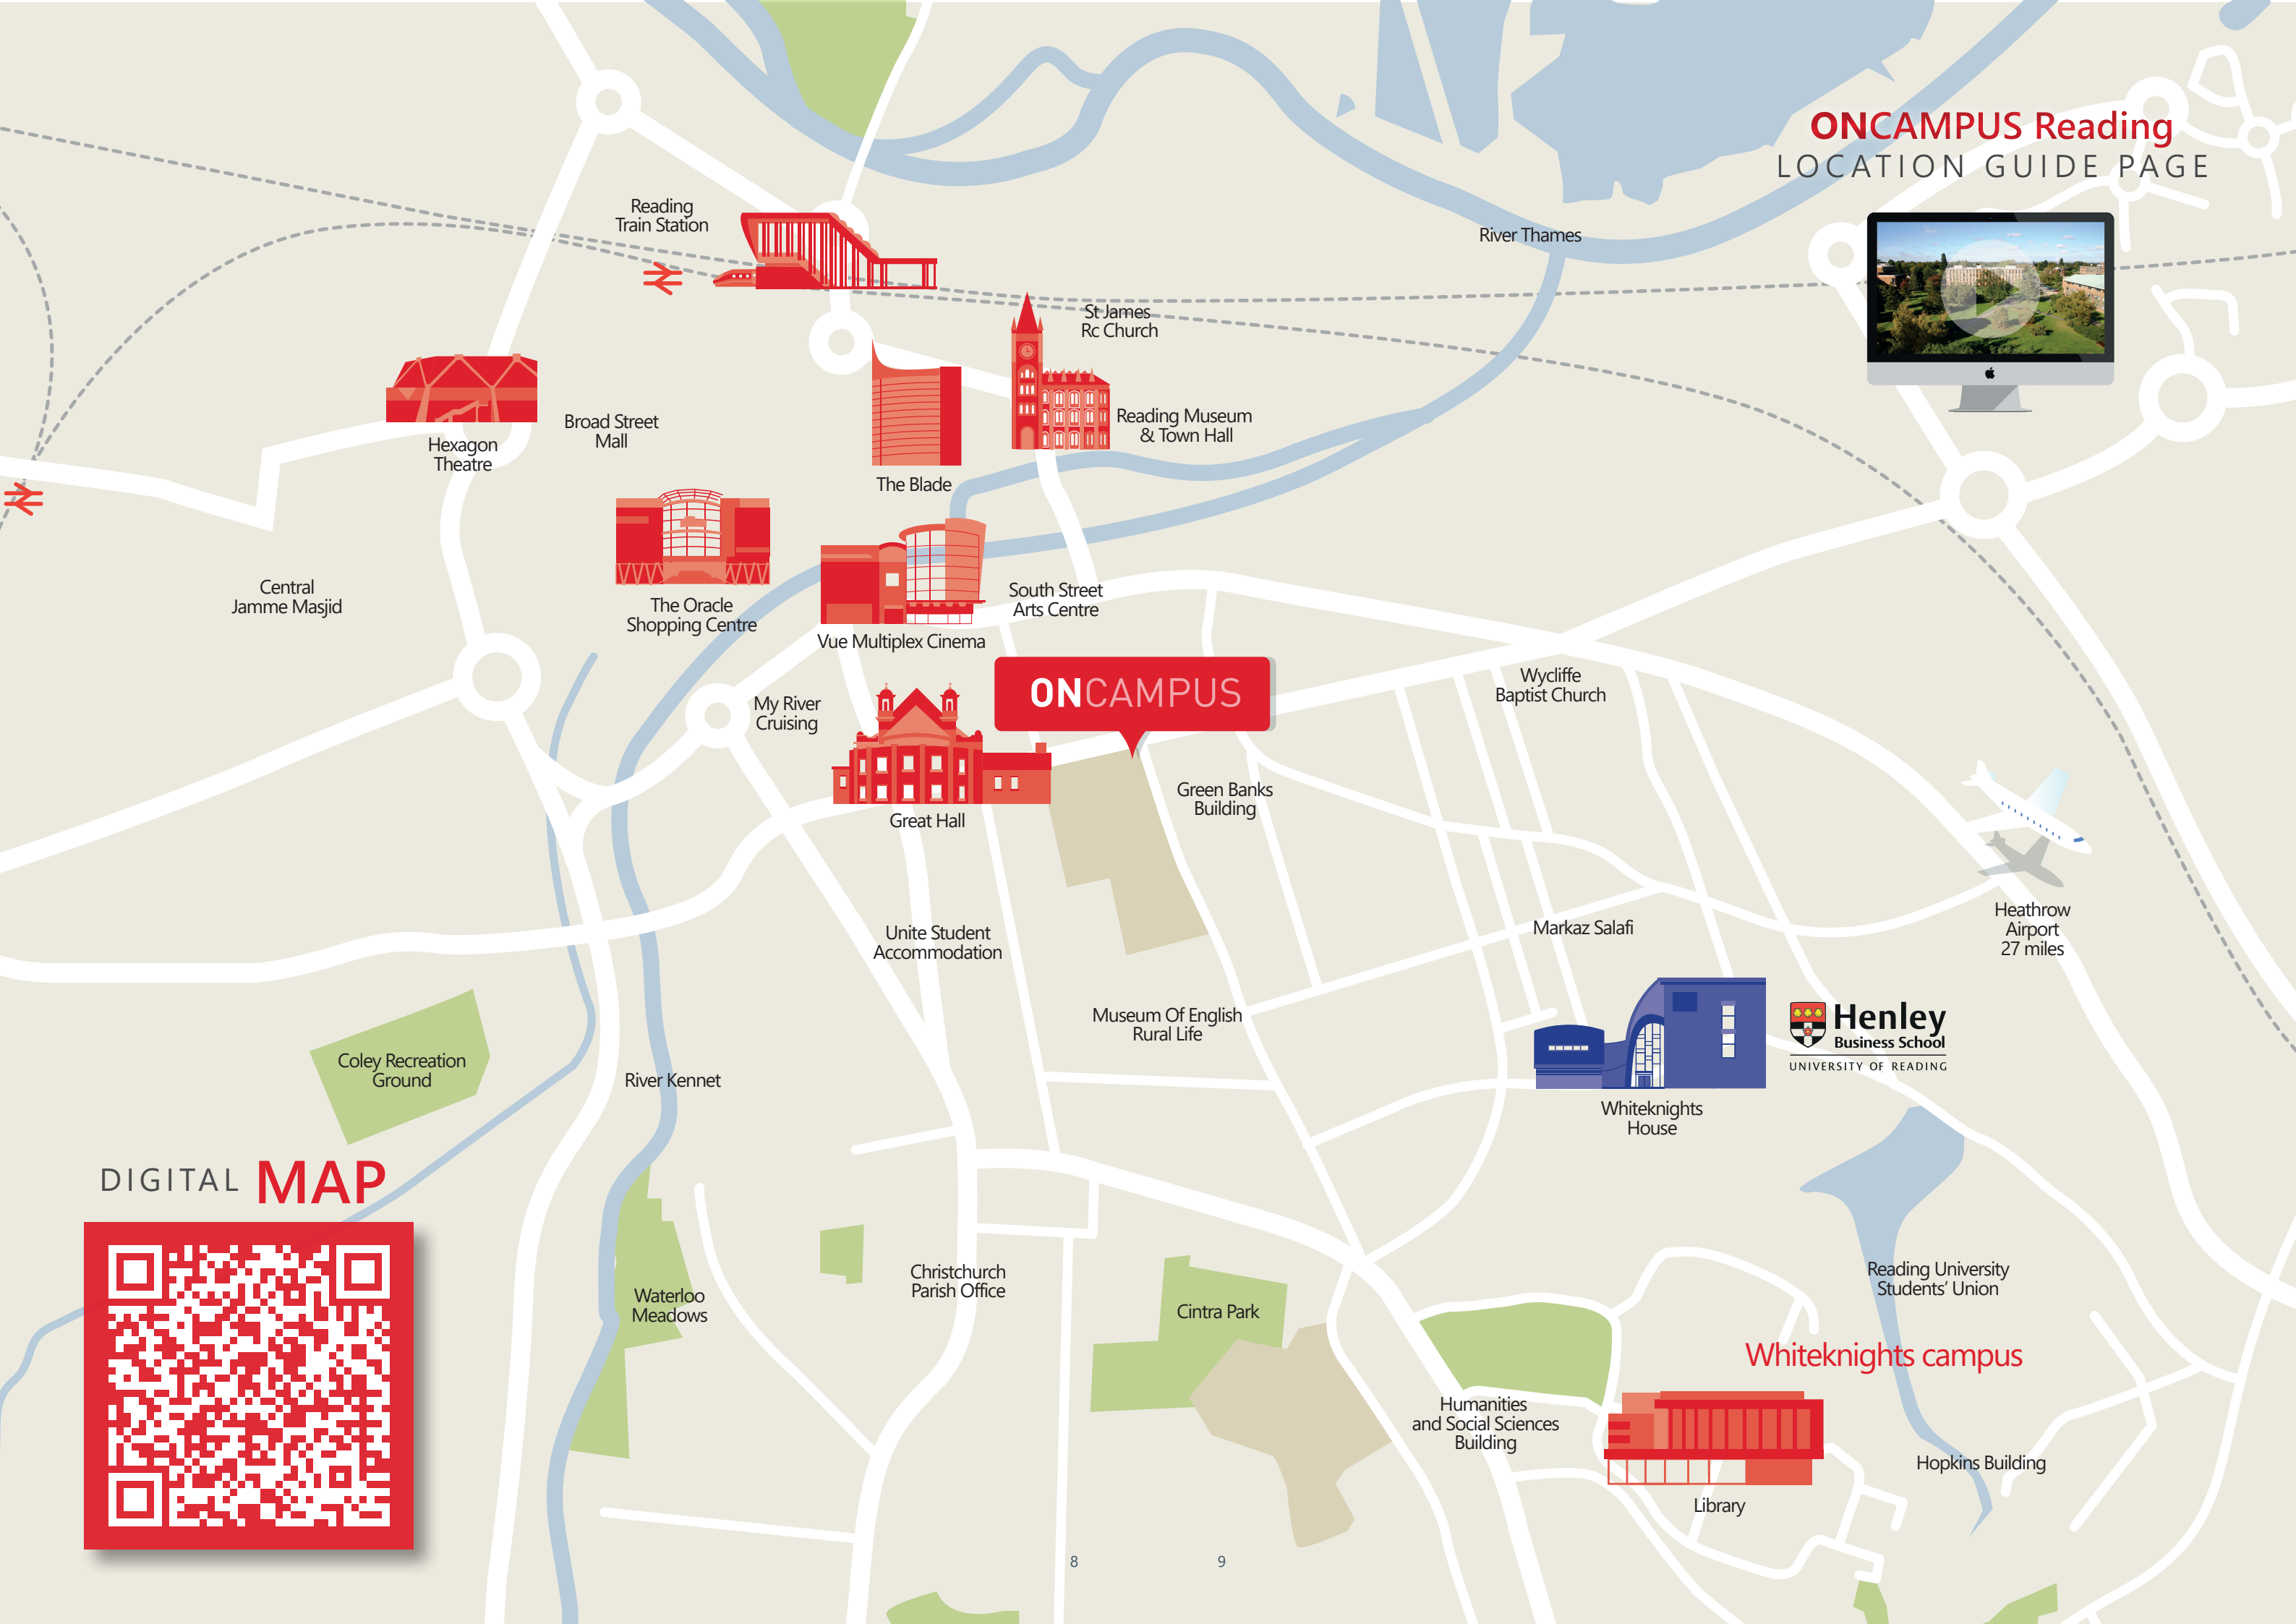 ONCAMPUS Reading
LOCATION GUIDE PAGE
Reading
Train Station
River Thames
St James
Rc Church
Hexagon
Theatre
Broad Street
Mall
Reading Museum
& Town Hall
The Blade
Central
Jamme Masjid
The Oracle
Shopping Centre
South Street
Arts Centre
Vue Multiplex Cinema
ONCAMPUS
Wycliffe
Baptist Church
My River
Cruising
Green Banks
Building
Great Hall
Heathrow
Airport
27 miles
Unite Student
Accommodation
Markaz Salafi
Museum Of English
Rural Life
Henley
Business School
UNIVERSITY OF READING
Coley Recreation
Ground
River Kennet
Whiteknights
House
DIGITAL MAP
Waterloo
Meadows
Christchurch
Parish Office
Cintra Park
Reading University
Students’ Union
Whiteknights campus
Humanities
and Social Sciences
Building
Hopkins Building
Library
8
9